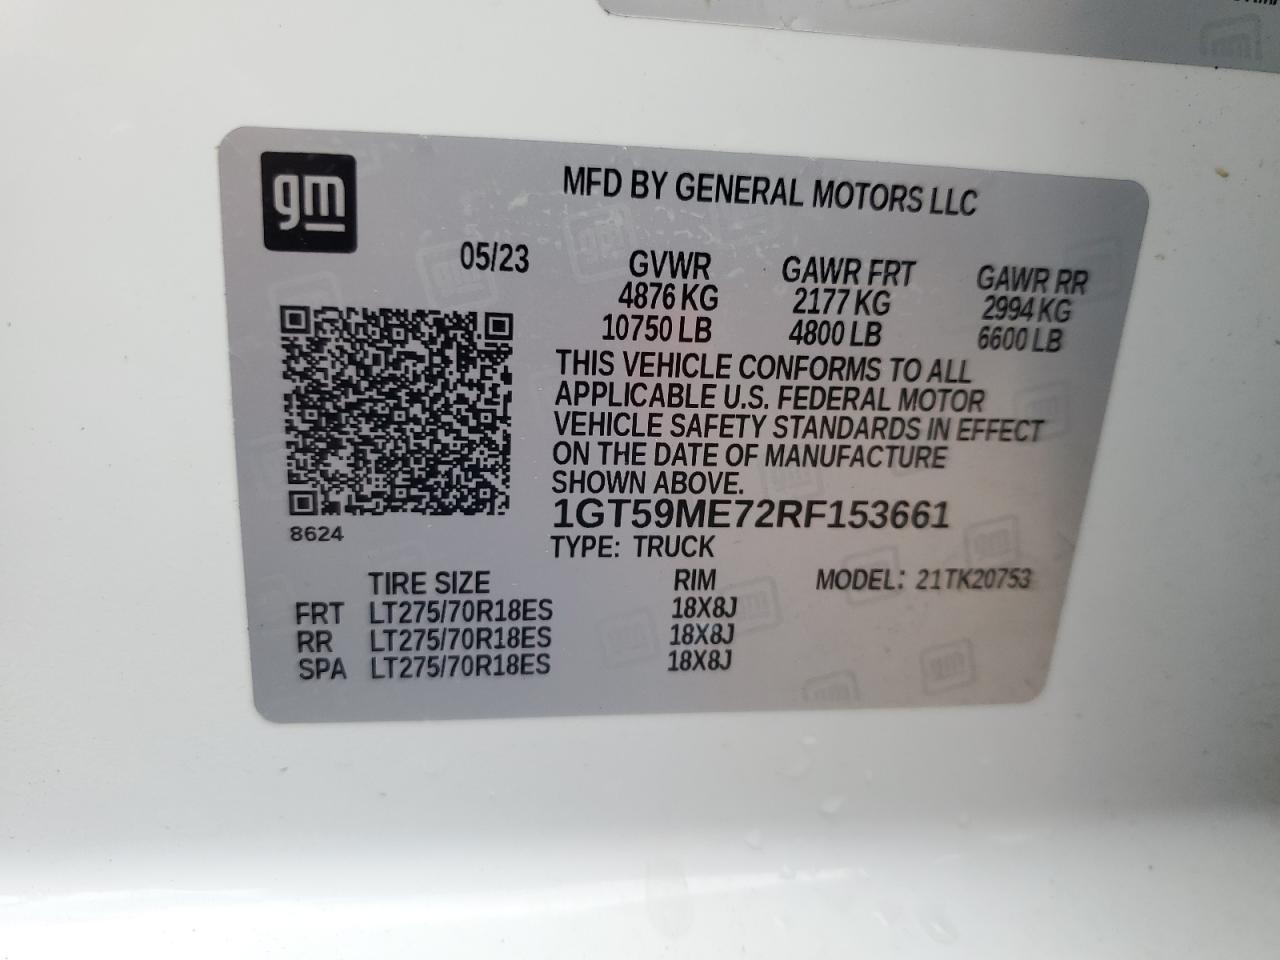 gm
MFD BY GENERAL MOTORS LLC
05/23
GVWR GAWR FRT GAWR RR
4876 KG 2177 KG 2994 KG
10750 LB 4800 LB 6600 LB
THIS VEHICLE CONFORMS TO ALL
APPLICABLE U.S. FEDERAL MOTOR
VEHICLE SAFETY STANDARDS IN EFFECT
ON THE DATE OF MANUFACTURE
SHOWN ABOVE.
1GT59ME72RF153661
8624
TYPE: TRUCK
TIRE SIZE RIM MODEL: 21TK20753
FRT LT275/70R18ES 18X8J
RR LT275/70R18ES 18X8J
SPA LT275/70R18ES 18X8J